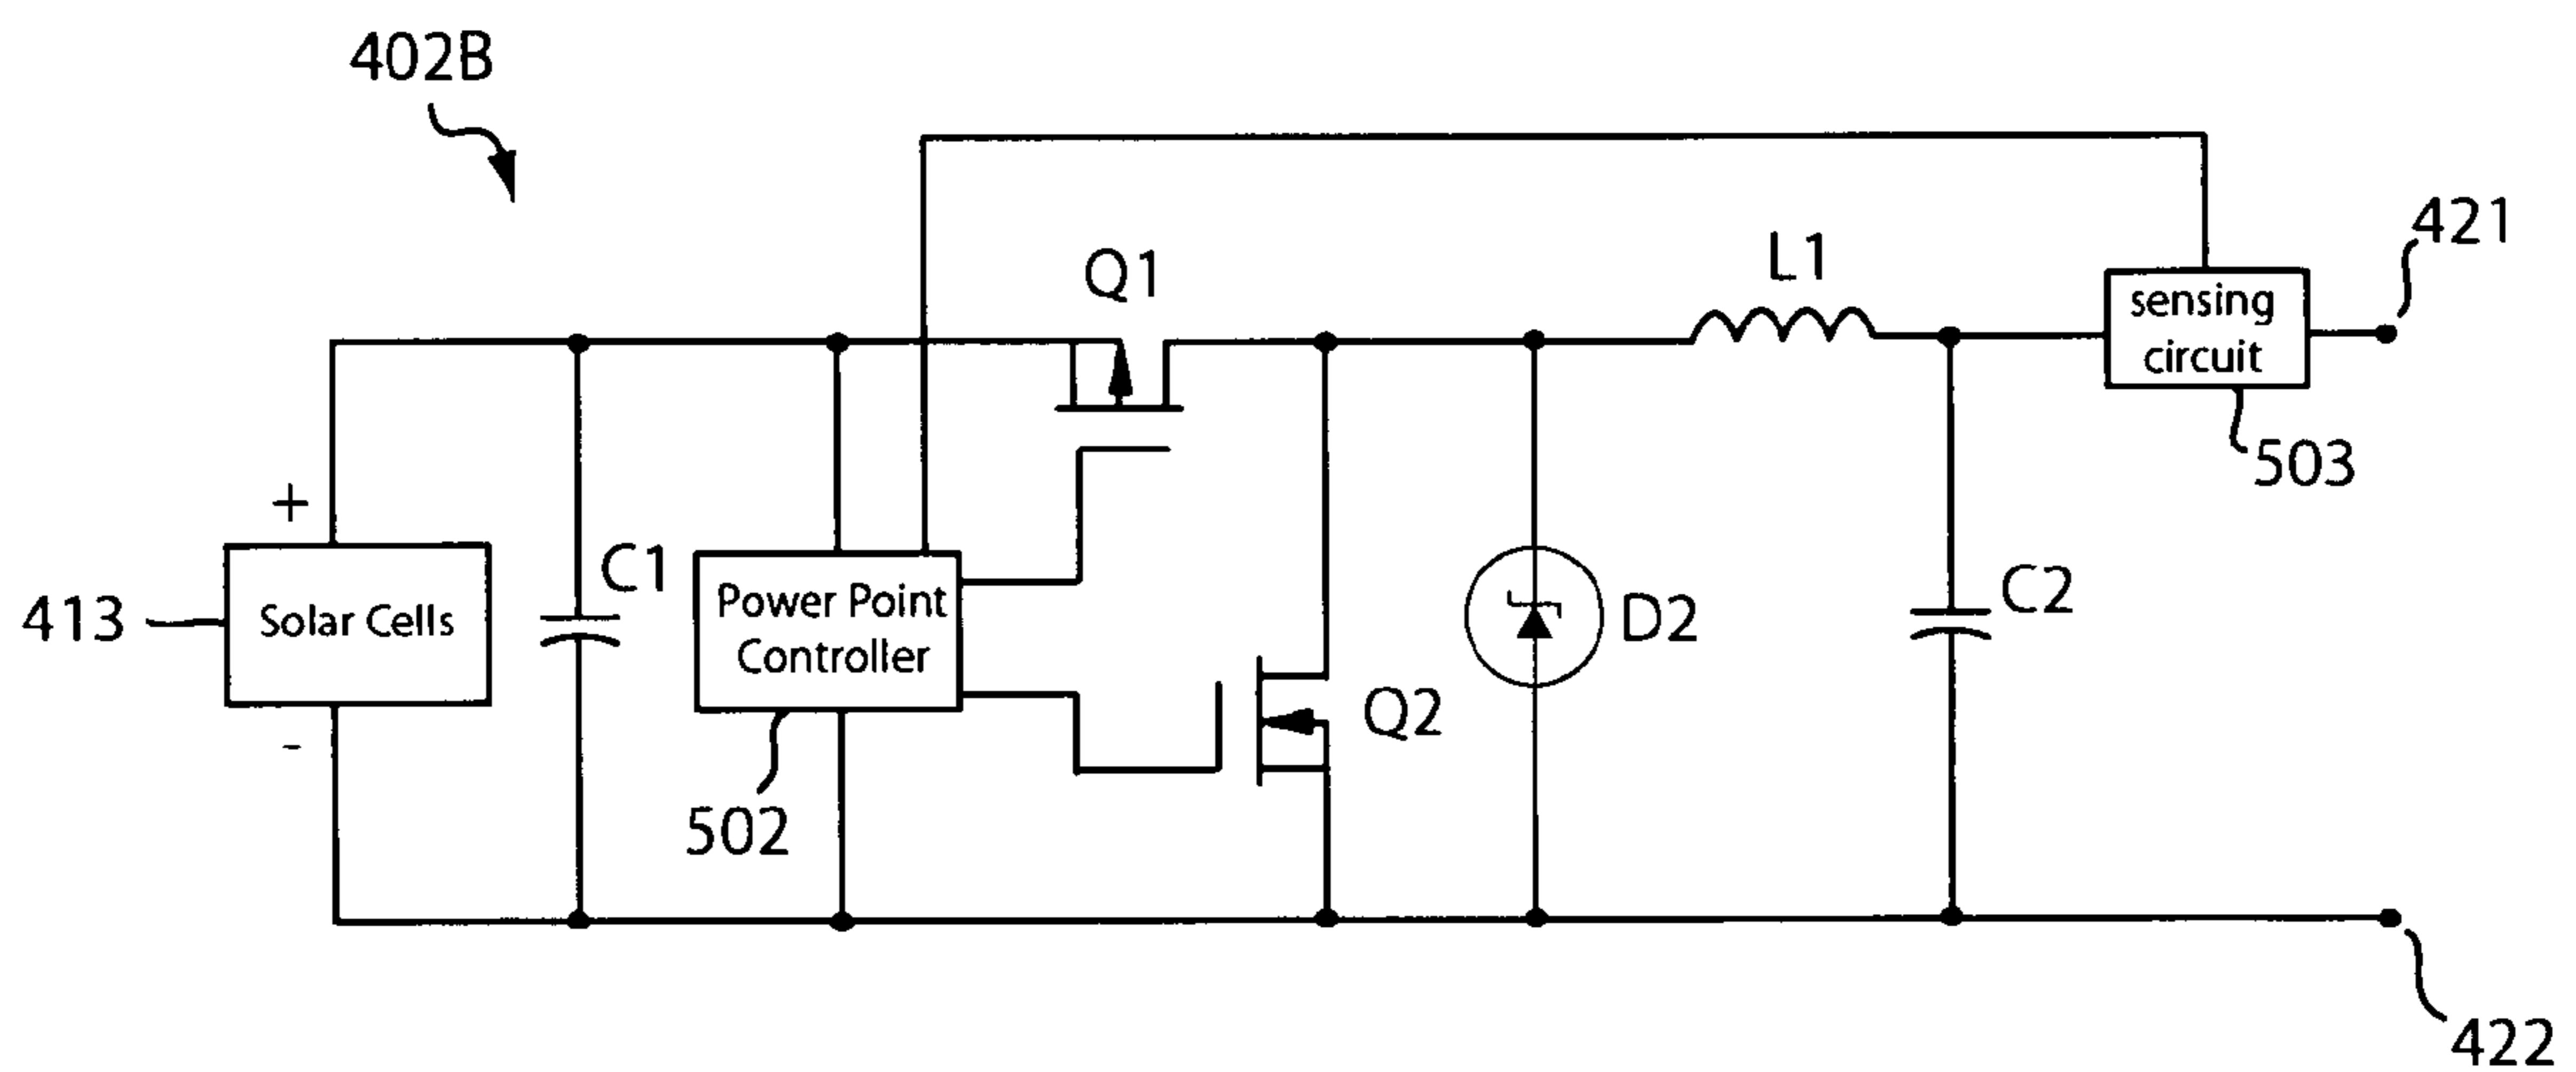 402B
Q1
L1
421
sensing
circuit
503
+
Solar Cells
-
413
C1
Power Point
Controller
502
Q2
D2
C2
422